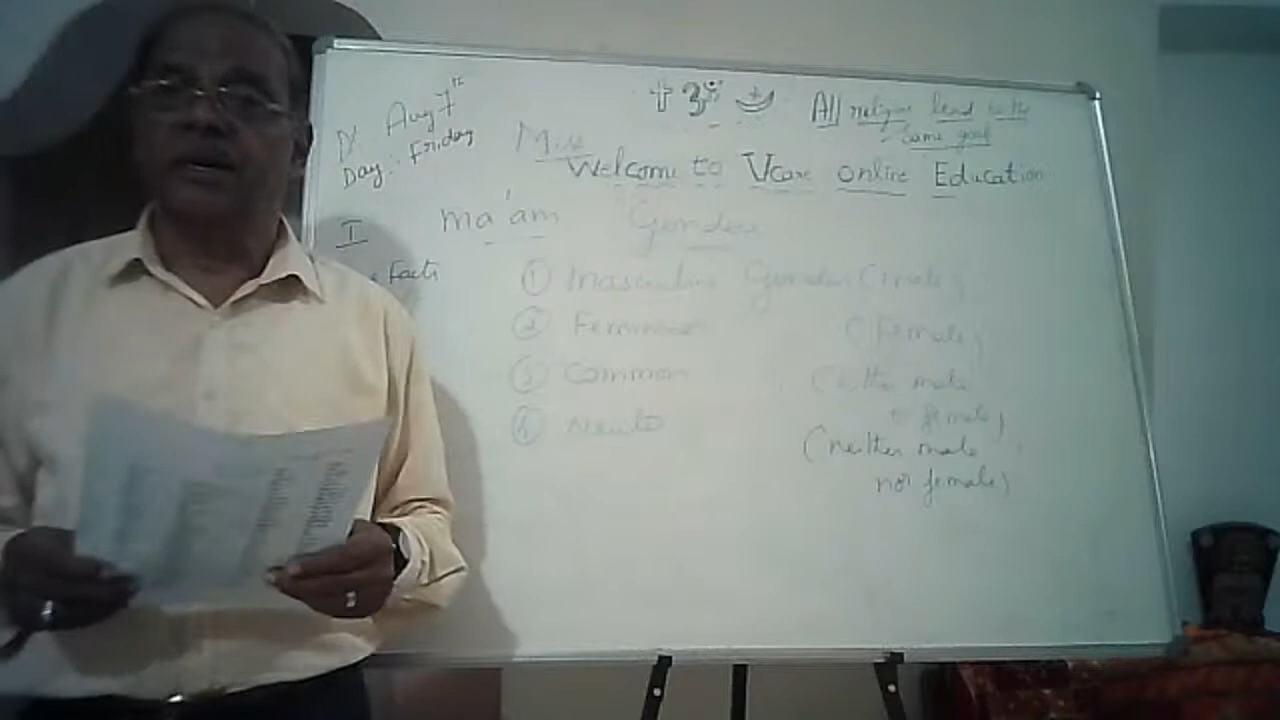 Aug 7th
Day: Friday
✝ ॐ ☪
All religion lead to the
same goal
Miss
Welcome to Vcare online Education
I
ma'am
Gender
Facts
① Masculine Gender (male)
② Feminine (Female)
③ Common (either male
or female)
④ Neuter (neither male
nor female)